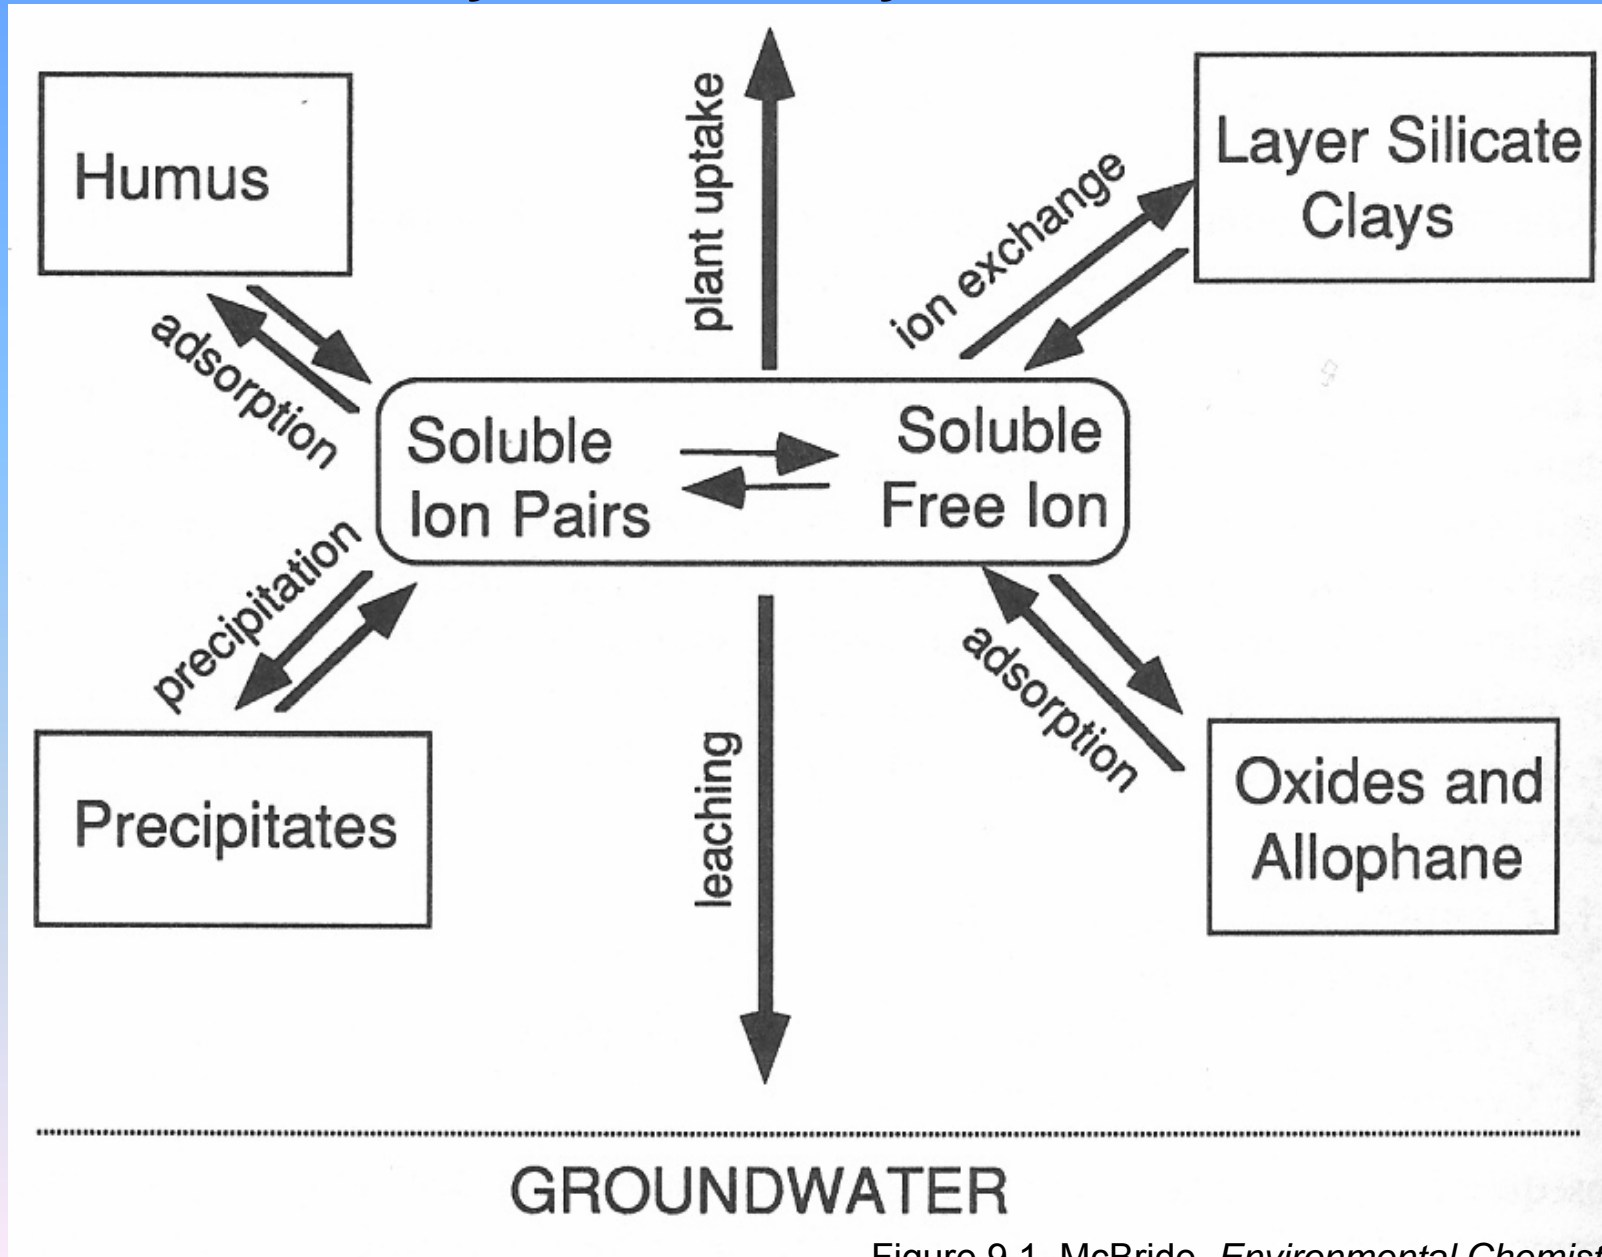 Humus
plant uptake
ion exchange
Layer Silicate
Clays
adsorption
Soluble
Ion Pairs
Soluble
Free Ion
precipitation
adsorption
Precipitates
leaching
Oxides and
Allophane
GROUNDWATER
Figure 9.1, McBride, Environmental